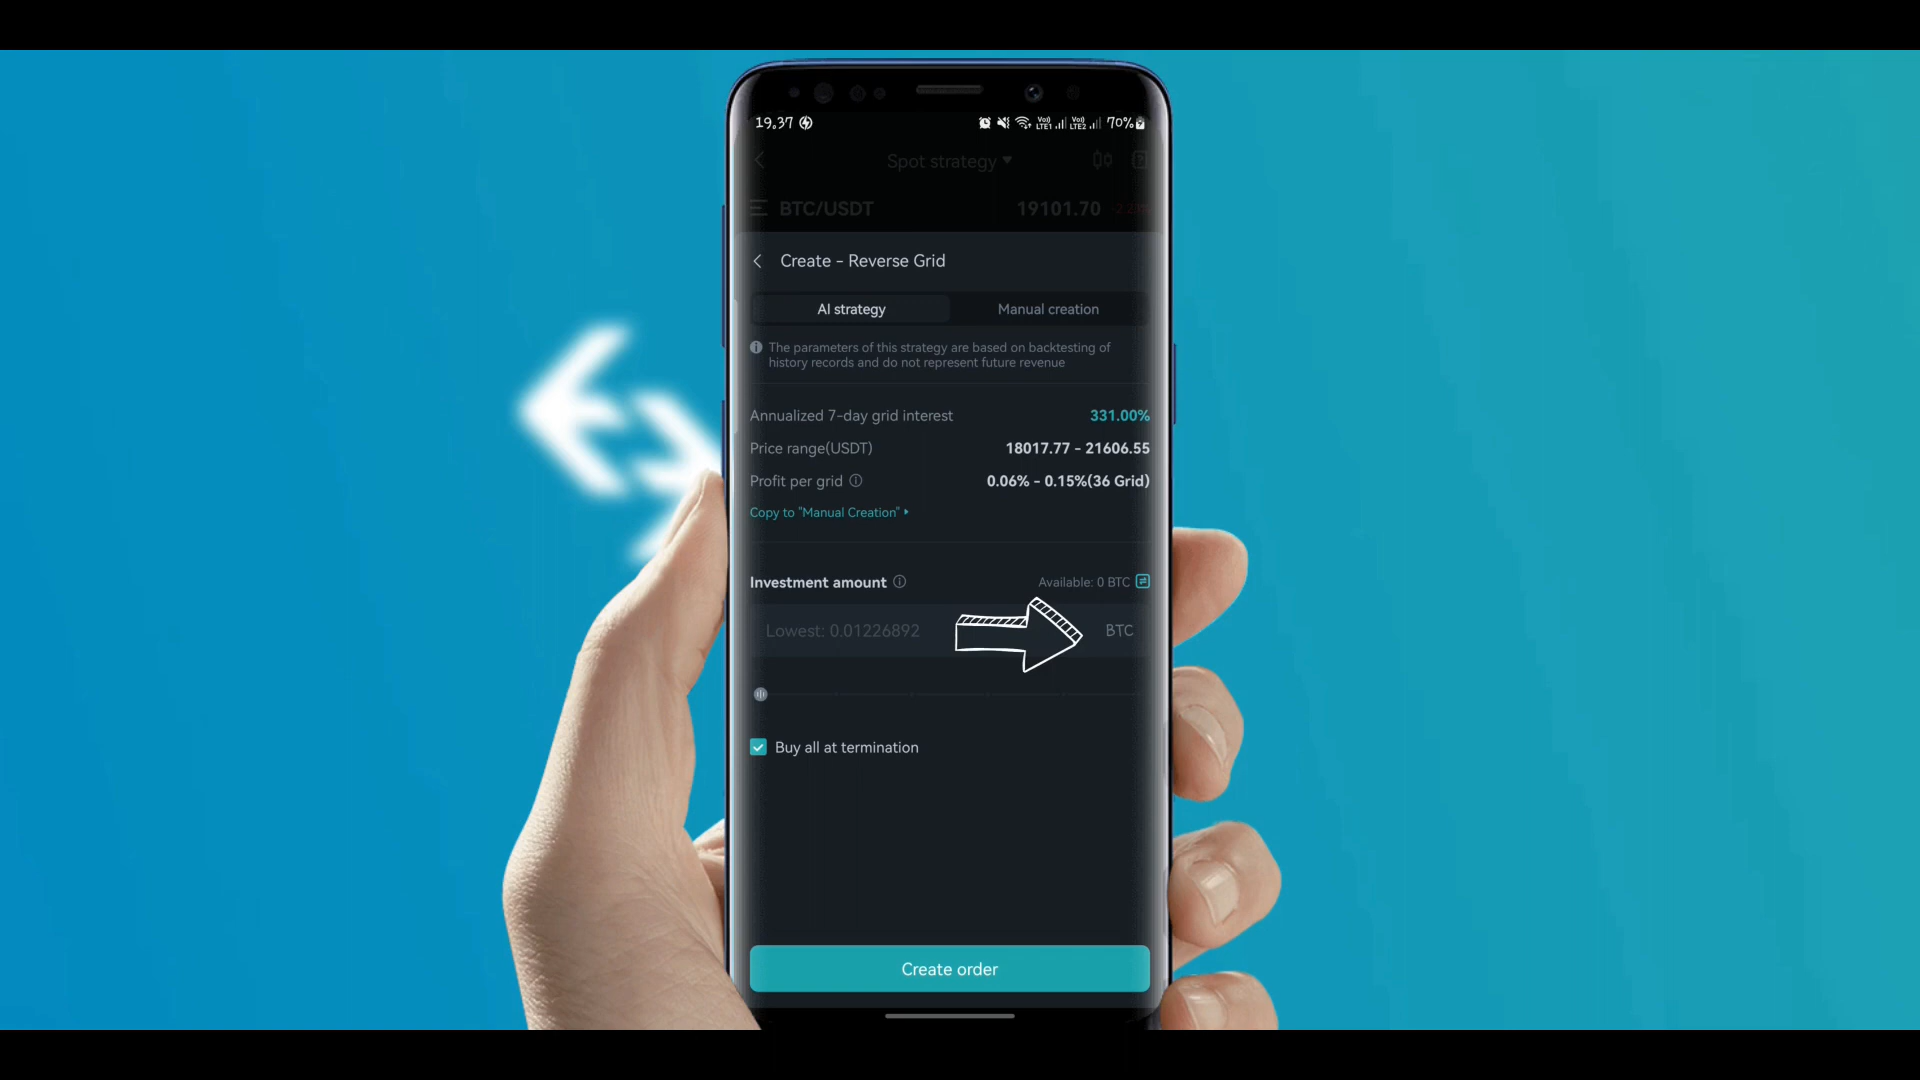 19.37 70%
Spot strategy
BTC/USDT 19101.70
Create - Reverse Grid
AI strategy Manual creation
The parameters of this strategy are based on backtesting of
history records and do not represent future revenue
Annualized 7-day grid interest 331.00%
Price range(USDT) 18017.77 - 21606.55
Profit per grid 0.06% - 0.15%(36 Grid)
Copy to "Manual Creation"
Investment amount Available: 0 BTC
Lowest: 0.01226892 BTC
Buy all at termination
Create order